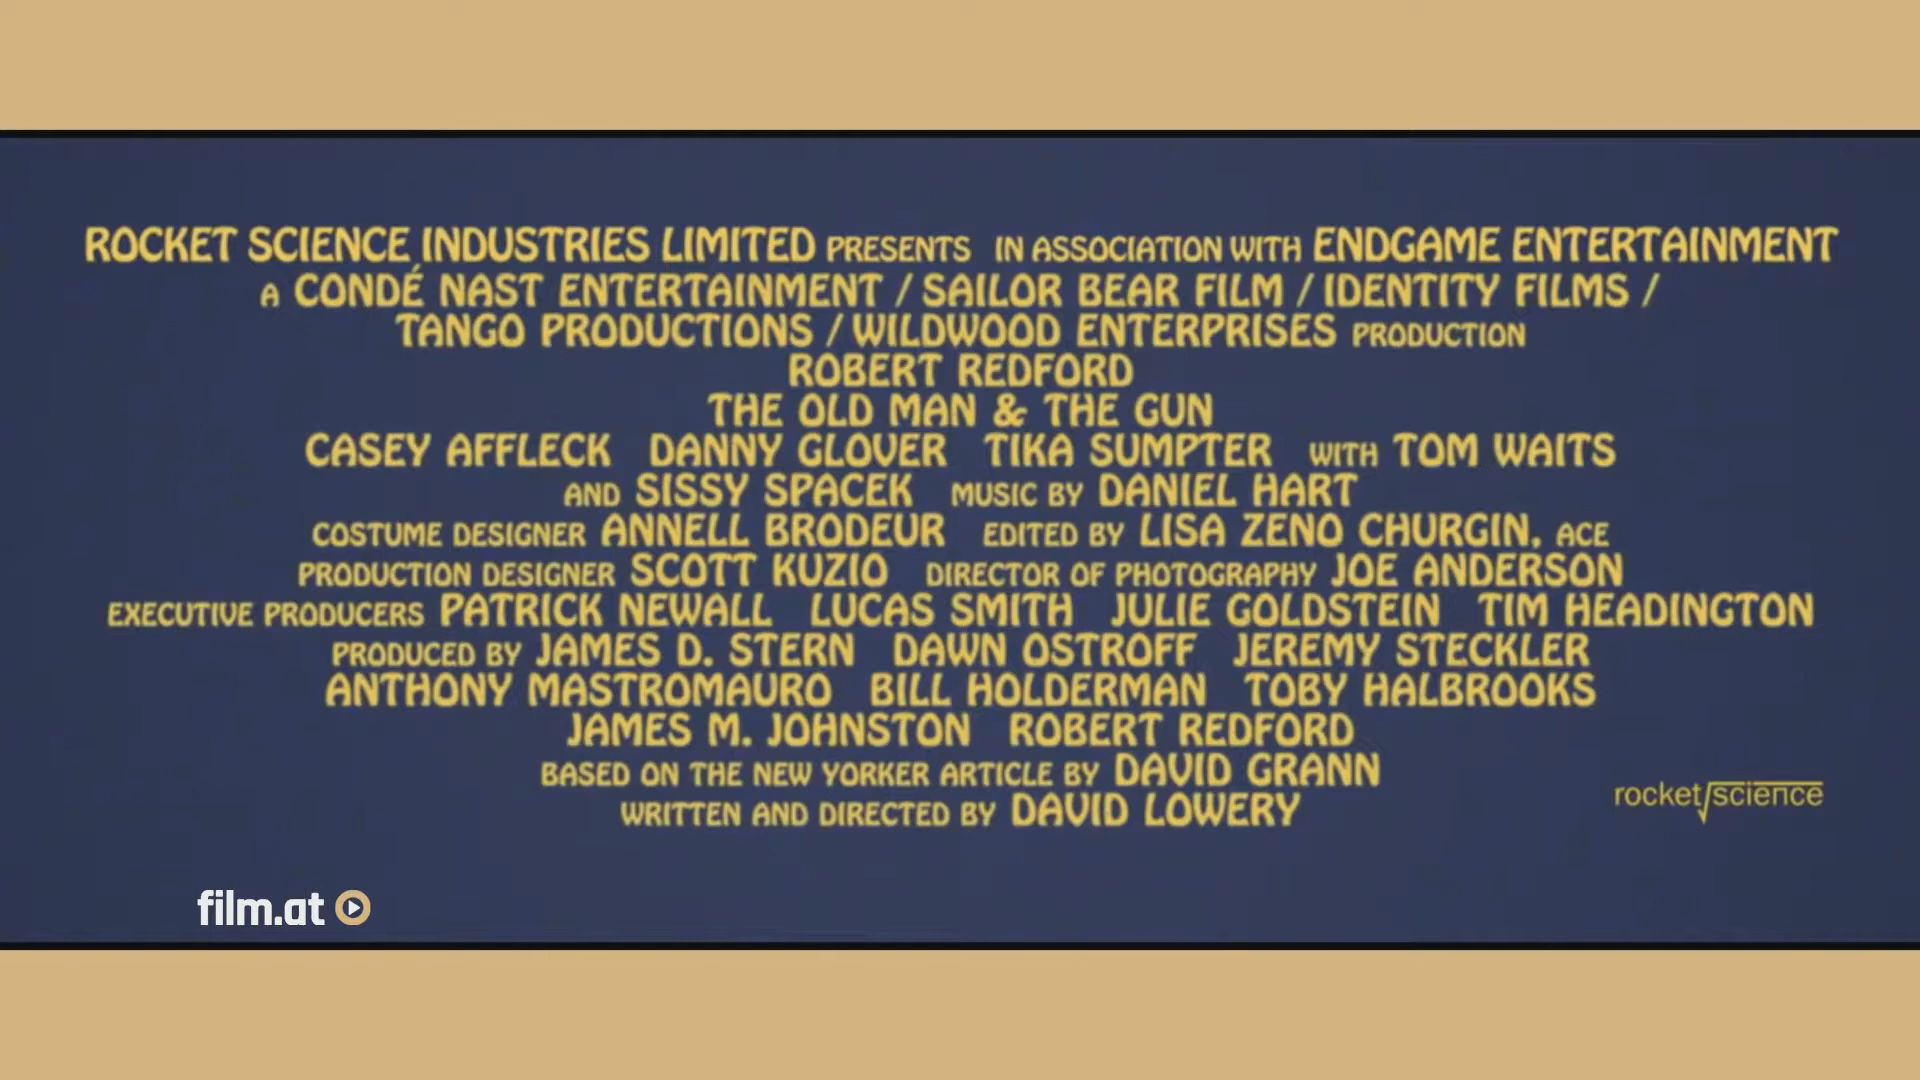 ROCKET SCIENCE INDUSTRIES LIMITED PRESENTS IN ASSOCIATION WITH ENDGAME ENTERTAINMENT
A CONDÉ NAST ENTERTAINMENT / SAILOR BEAR FILM / IDENTITY FILMS /
TANGO PRODUCTIONS / WILDWOOD ENTERPRISES PRODUCTION
ROBERT REDFORD
THE OLD MAN & THE GUN
CASEY AFFLECK DANNY GLOVER TIKA SUMPTER WITH TOM WAITS
AND SISSY SPACEK MUSIC BY DANIEL HART
COSTUME DESIGNER ANNELL BRODEUR EDITED BY LISA ZENO CHURGIN, ACE
PRODUCTION DESIGNER SCOTT KUZIO DIRECTOR OF PHOTOGRAPHY JOE ANDERSON
EXECUTIVE PRODUCERS PATRICK NEWALL LUCAS SMITH JULIE GOLDSTEIN TIM HEADINGTON
PRODUCED BY JAMES D. STERN DAWN OSTROFF JEREMY STECKLER
ANTHONY MASTROMAURO BILL HOLDERMAN TOBY HALBROOKS
JAMES M. JOHNSTON ROBERT REDFORD
BASED ON THE NEW YORKER ARTICLE BY DAVID GRANN
WRITTEN AND DIRECTED BY DAVID LOWERY
rocket science
film.at